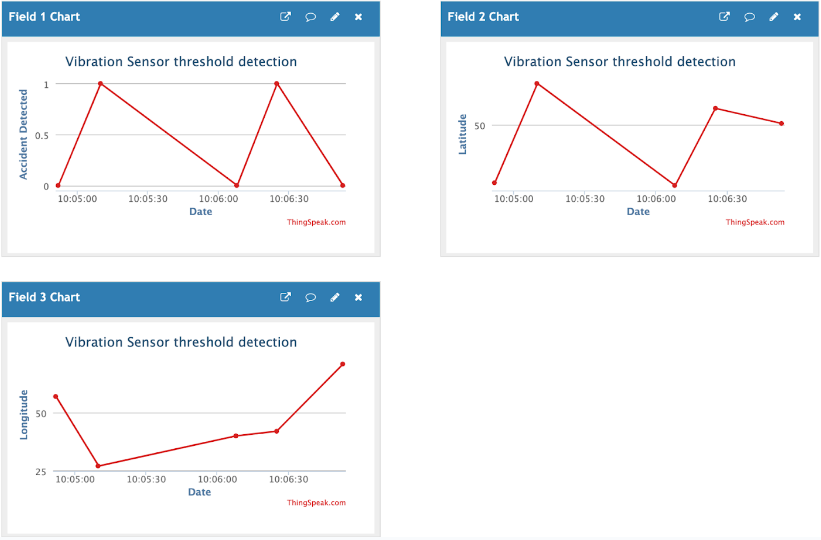 Field 1 Chart
Vibration Sensor threshold detection
Accident Detected
1
0.5
0
10:05:00 10:05:30 10:06:00 10:06:30
Date
ThingSpeak.com
Field 2 Chart
Vibration Sensor threshold detection
Latitude
50
10:05:00 10:05:30 10:06:00 10:06:30
Date
ThingSpeak.com
Field 3 Chart
Vibration Sensor threshold detection
Longitude
50
25
10:05:00 10:05:30 10:06:00 10:06:30
Date
ThingSpeak.com